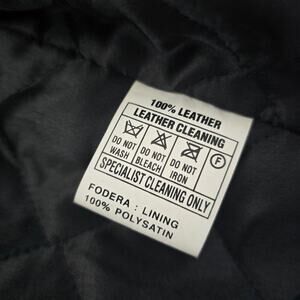 100% LEATHER
LEATHER CLEANING
DO NOT WASH DO NOT BLEACH DO NOT IRON F
SPECIALIST CLEANING ONLY
FODERA : LINING
100% POLYSATIN